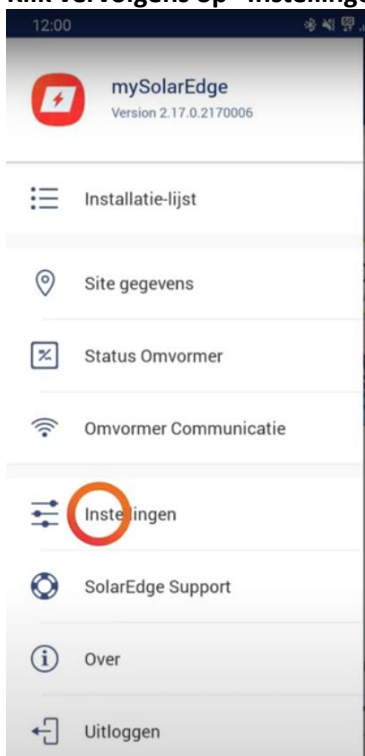 Klik vervolgens op "Instellinge
12:00
mySolarEdge
Version 2.17.0.2170006
Installatie-lijst
Site gegevens
Status Omvormer
Omvormer Communicatie
Instellingen
SolarEdge Support
Over
Uitloggen